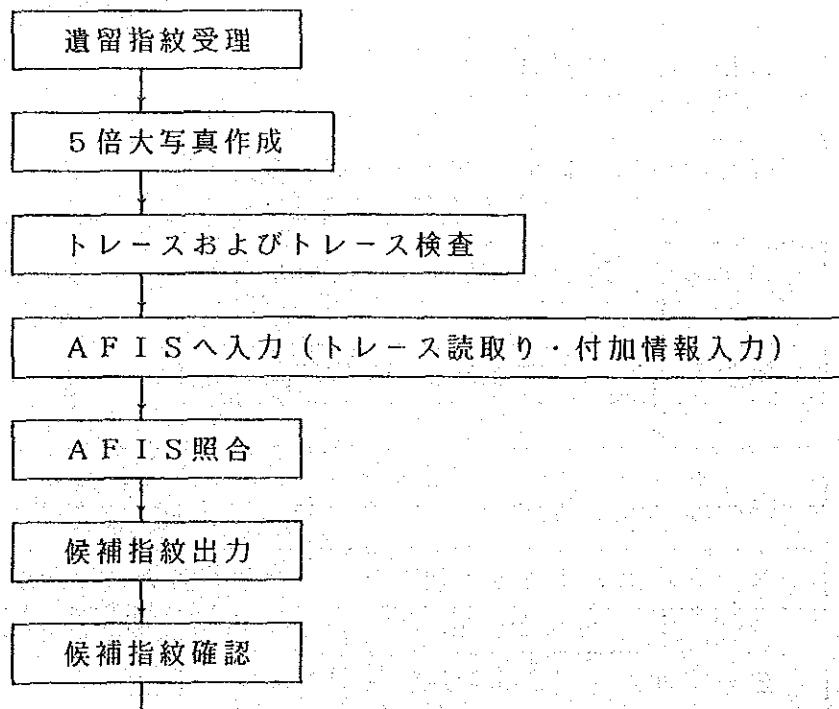 遺留指紋受理
5倍大写真作成
トレースおよびトレース検査
AFISへ入力(トレース読取り・付加情報入力)
AFIS照合
候補指紋出力
候補指紋確認